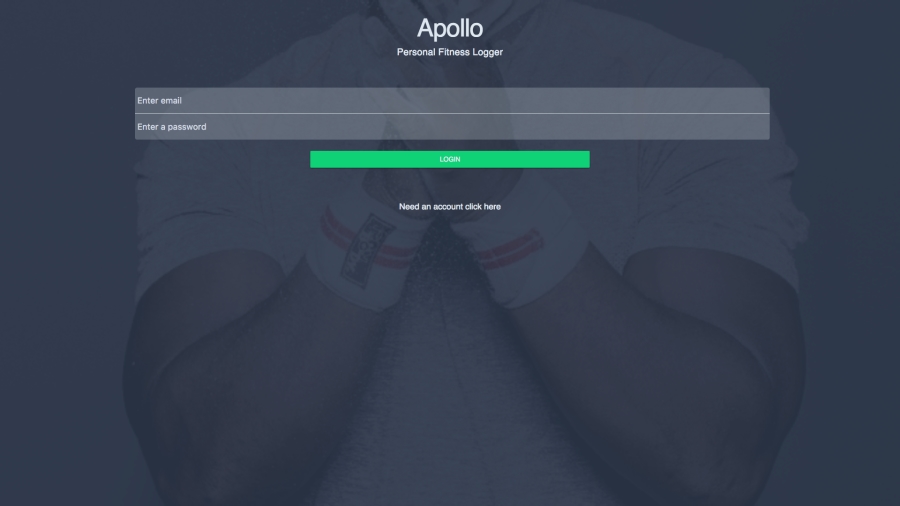 Apollo
Personal Fitness Logger
Enter email
Enter a password
LOGIN
Need an account click here